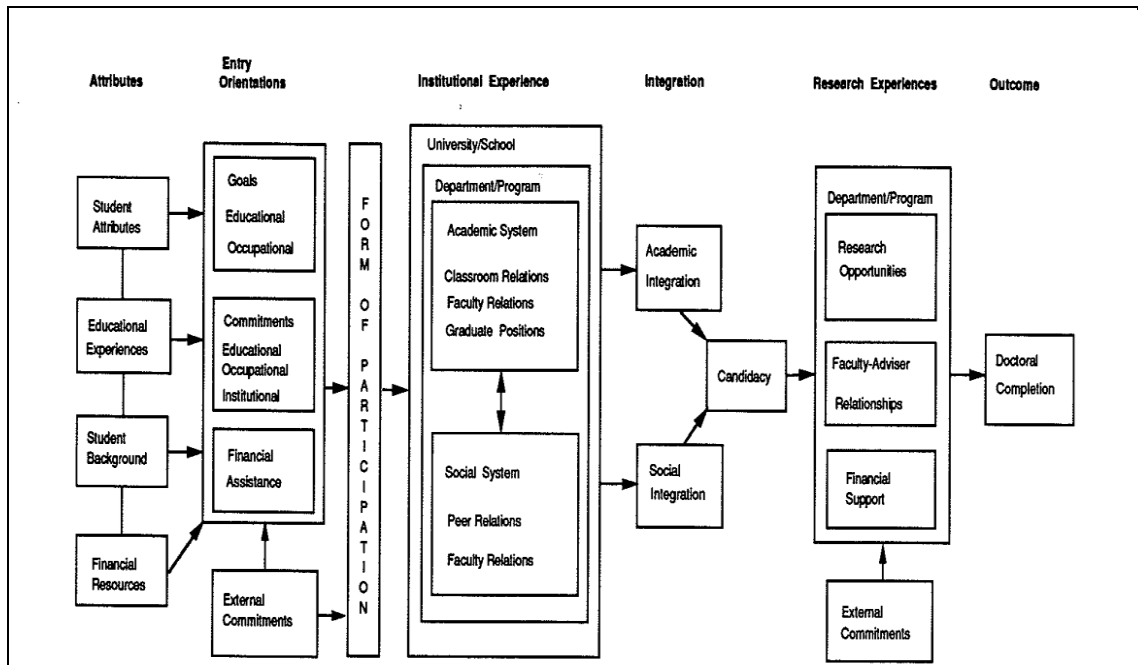 Attributes
Entry
Orientations
Institutional Experience
Integration
Research Experiences
Outcome
Student
Attributes
Educational
Experiences
Student
Background
Financial
Resources
Goals
Educational
Occupational
Commitments
Educational
Occupational
Institutional
Financial
Assistance
External
Commitments
FORM OF PARTICIPATION
University/School
Department/Program
Academic System
Classroom Relations
Faculty Relations
Graduate Positions
Social System
Peer Relations
Faculty Relations
Academic
Integration
Social
Integration
Candidacy
Department/Program
Research
Opportunities
Faculty-Adviser
Relationships
Financial
Support
External
Commitments
Doctoral
Completion